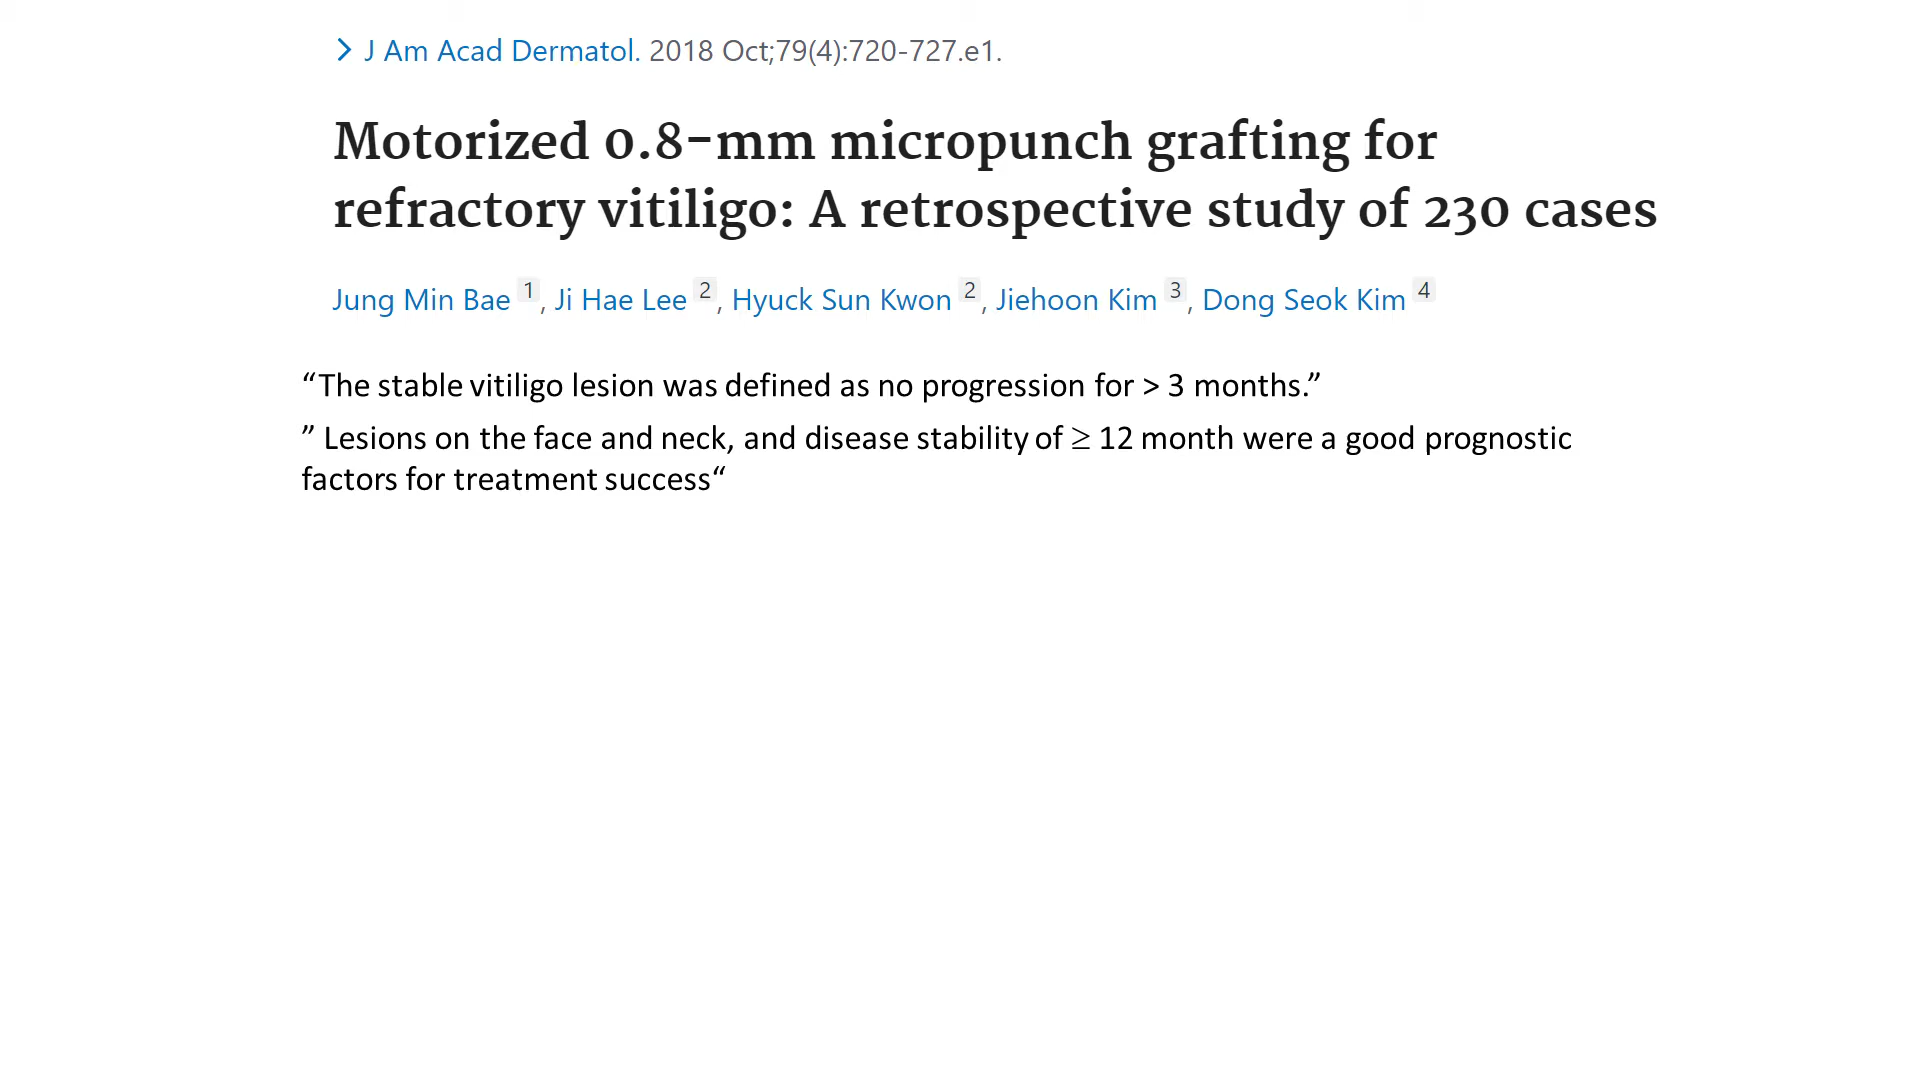 > J Am Acad Dermatol. 2018 Oct;79(4):720-727.e1.
Motorized 0.8-mm micropunch grafting for
refractory vitiligo: A retrospective study of 230 cases
Jung Min Bae 1, Ji Hae Lee 2, Hyuck Sun Kwon 2, Jiehoon Kim 3, Dong Seok Kim 4
“The stable vitiligo lesion was defined as no progression for > 3 months.”
” Lesions on the face and neck, and disease stability of ≥ 12 month were a good prognostic
factors for treatment success“